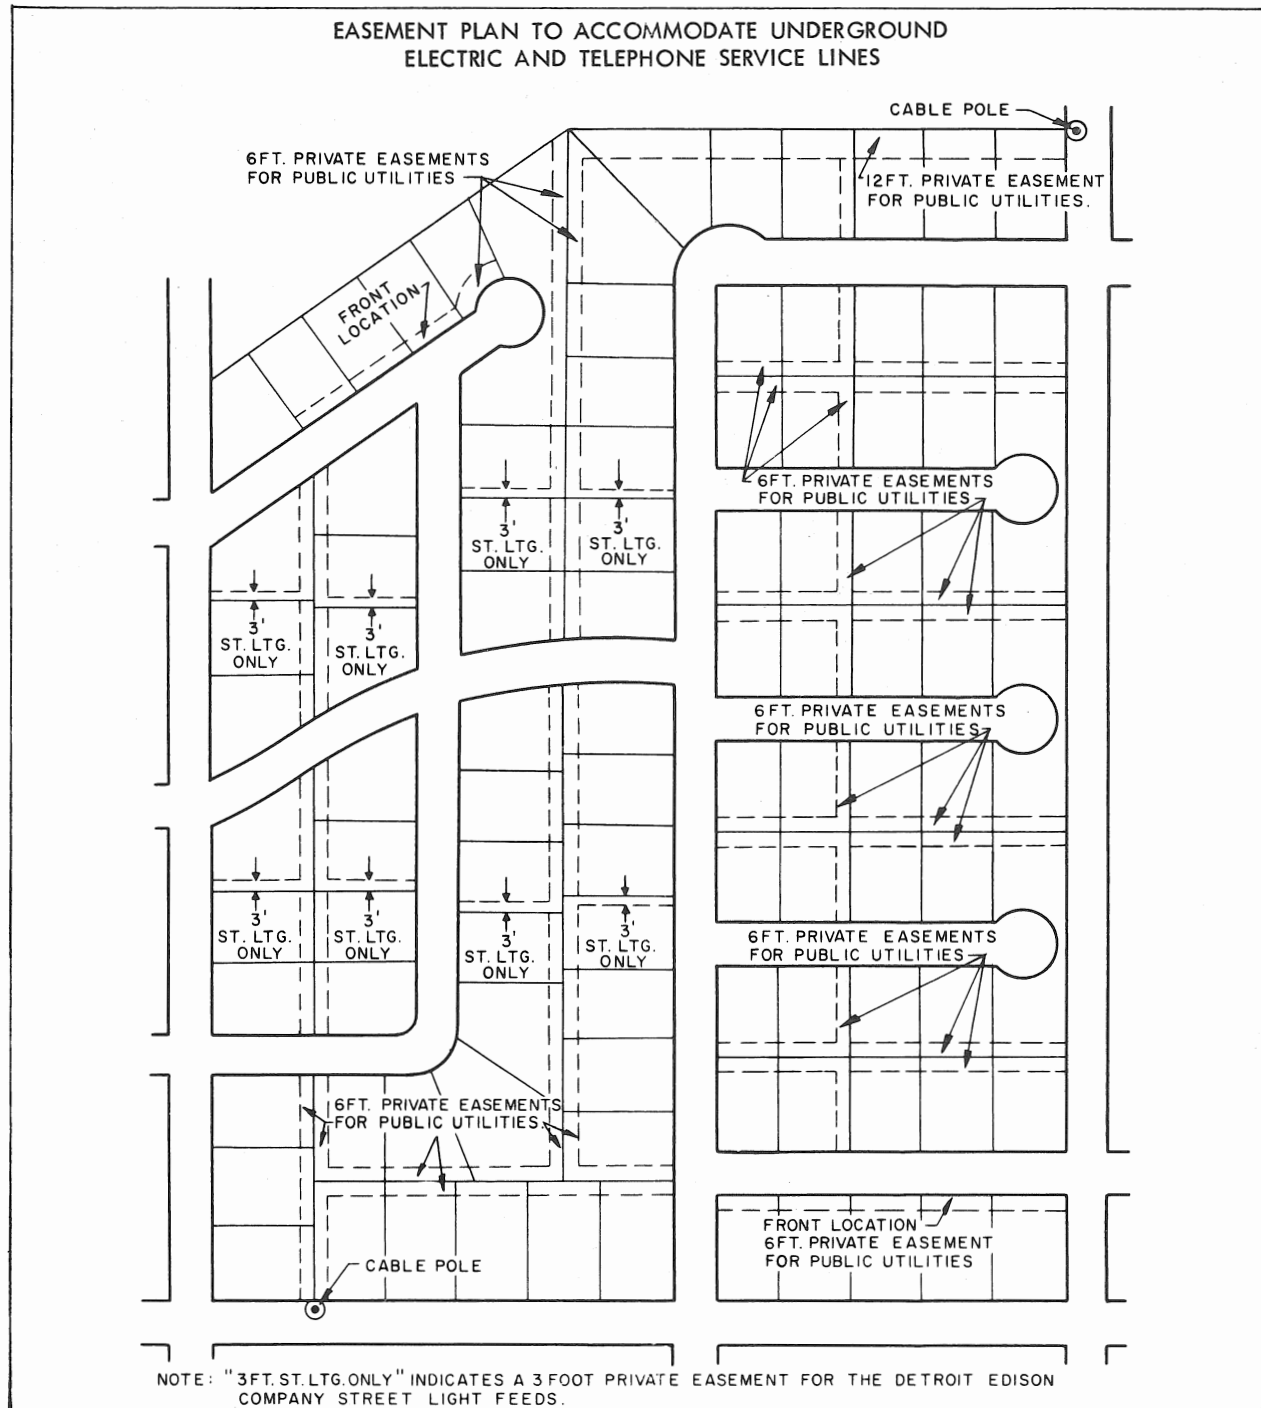 EASEMENT PLAN TO ACCOMMODATE UNDERGROUND
ELECTRIC AND TELEPHONE SERVICE LINES
CABLE POLE
6FT. PRIVATE EASEMENTS
FOR PUBLIC UTILITIES
12FT. PRIVATE EASEMENT
FOR PUBLIC UTILITIES.
FRONT
LOCATION
6FT. PRIVATE EASEMENTS
FOR PUBLIC UTILITIES
3'
ST. LTG.
ONLY
3'
ST. LTG.
ONLY
3'
ST. LTG.
ONLY
3'
ST. LTG.
ONLY
6FT. PRIVATE EASEMENTS
FOR PUBLIC UTILITIES
3'
ST. LTG.
ONLY
3'
ST. LTG.
ONLY
3'
ST. LTG.
ONLY
3'
ST. LTG.
ONLY
6FT. PRIVATE EASEMENTS
FOR PUBLIC UTILITIES
6FT. PRIVATE EASEMENTS
FOR PUBLIC UTILITIES.
FRONT LOCATION
6FT. PRIVATE EASEMENT
FOR PUBLIC UTILITIES
CABLE POLE
NOTE: "3FT. ST. LTG. ONLY" INDICATES A 3 FOOT PRIVATE EASEMENT FOR THE DETROIT EDISON
COMPANY STREET LIGHT FEEDS.